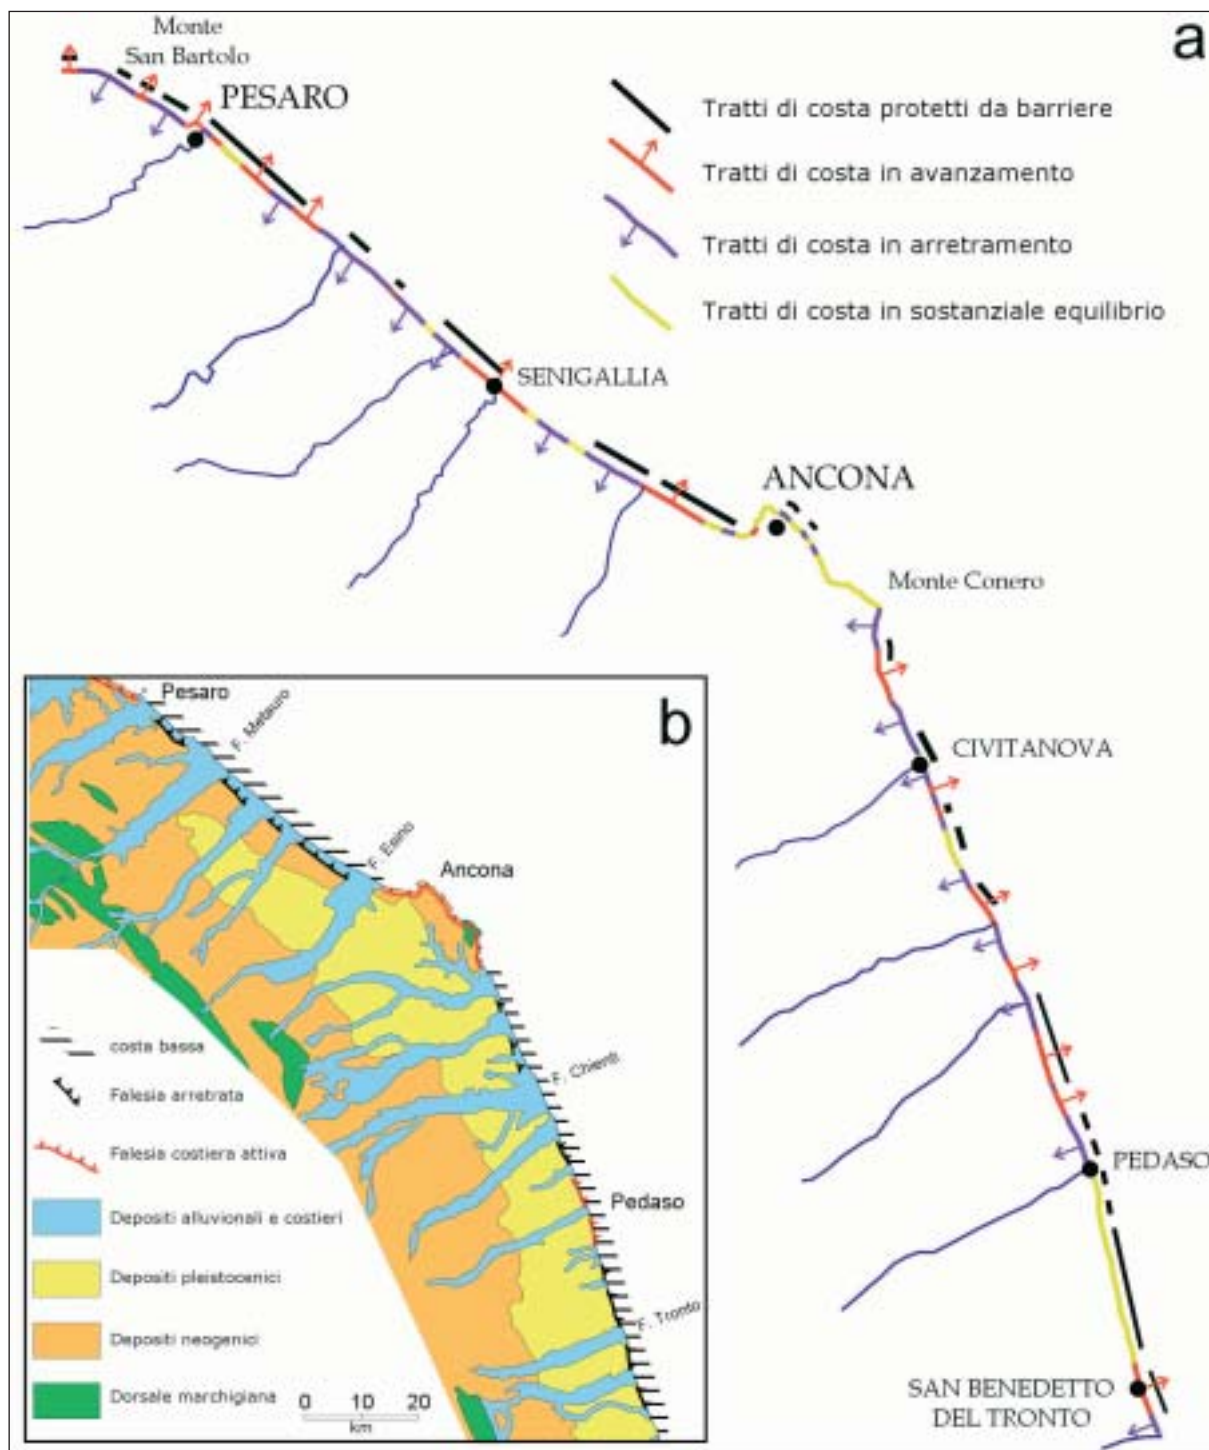 a
Monte
San Bartolo
PESARO
Tratti di costa protetti da barriere
Tratti di costa in avanzamento
Tratti di costa in arretramento
Tratti di costa in sostanziale equilibrio
SENIGALLIA
ANCONA
Monte Conero
CIVITANOVA
PEDASO
SAN BENEDETTO
DEL TRONTO
b
Pesaro
F. Metauro
F. Esino
Ancona
F. Chienti
Pedaso
F. Tronto
costa bassa
Falesia arretrata
Falesia costiera attiva
Depositi alluvionali e costieri
Depositi pleistocenici
Depositi neogenici
Dorsale marchigiana
0 10 20
km